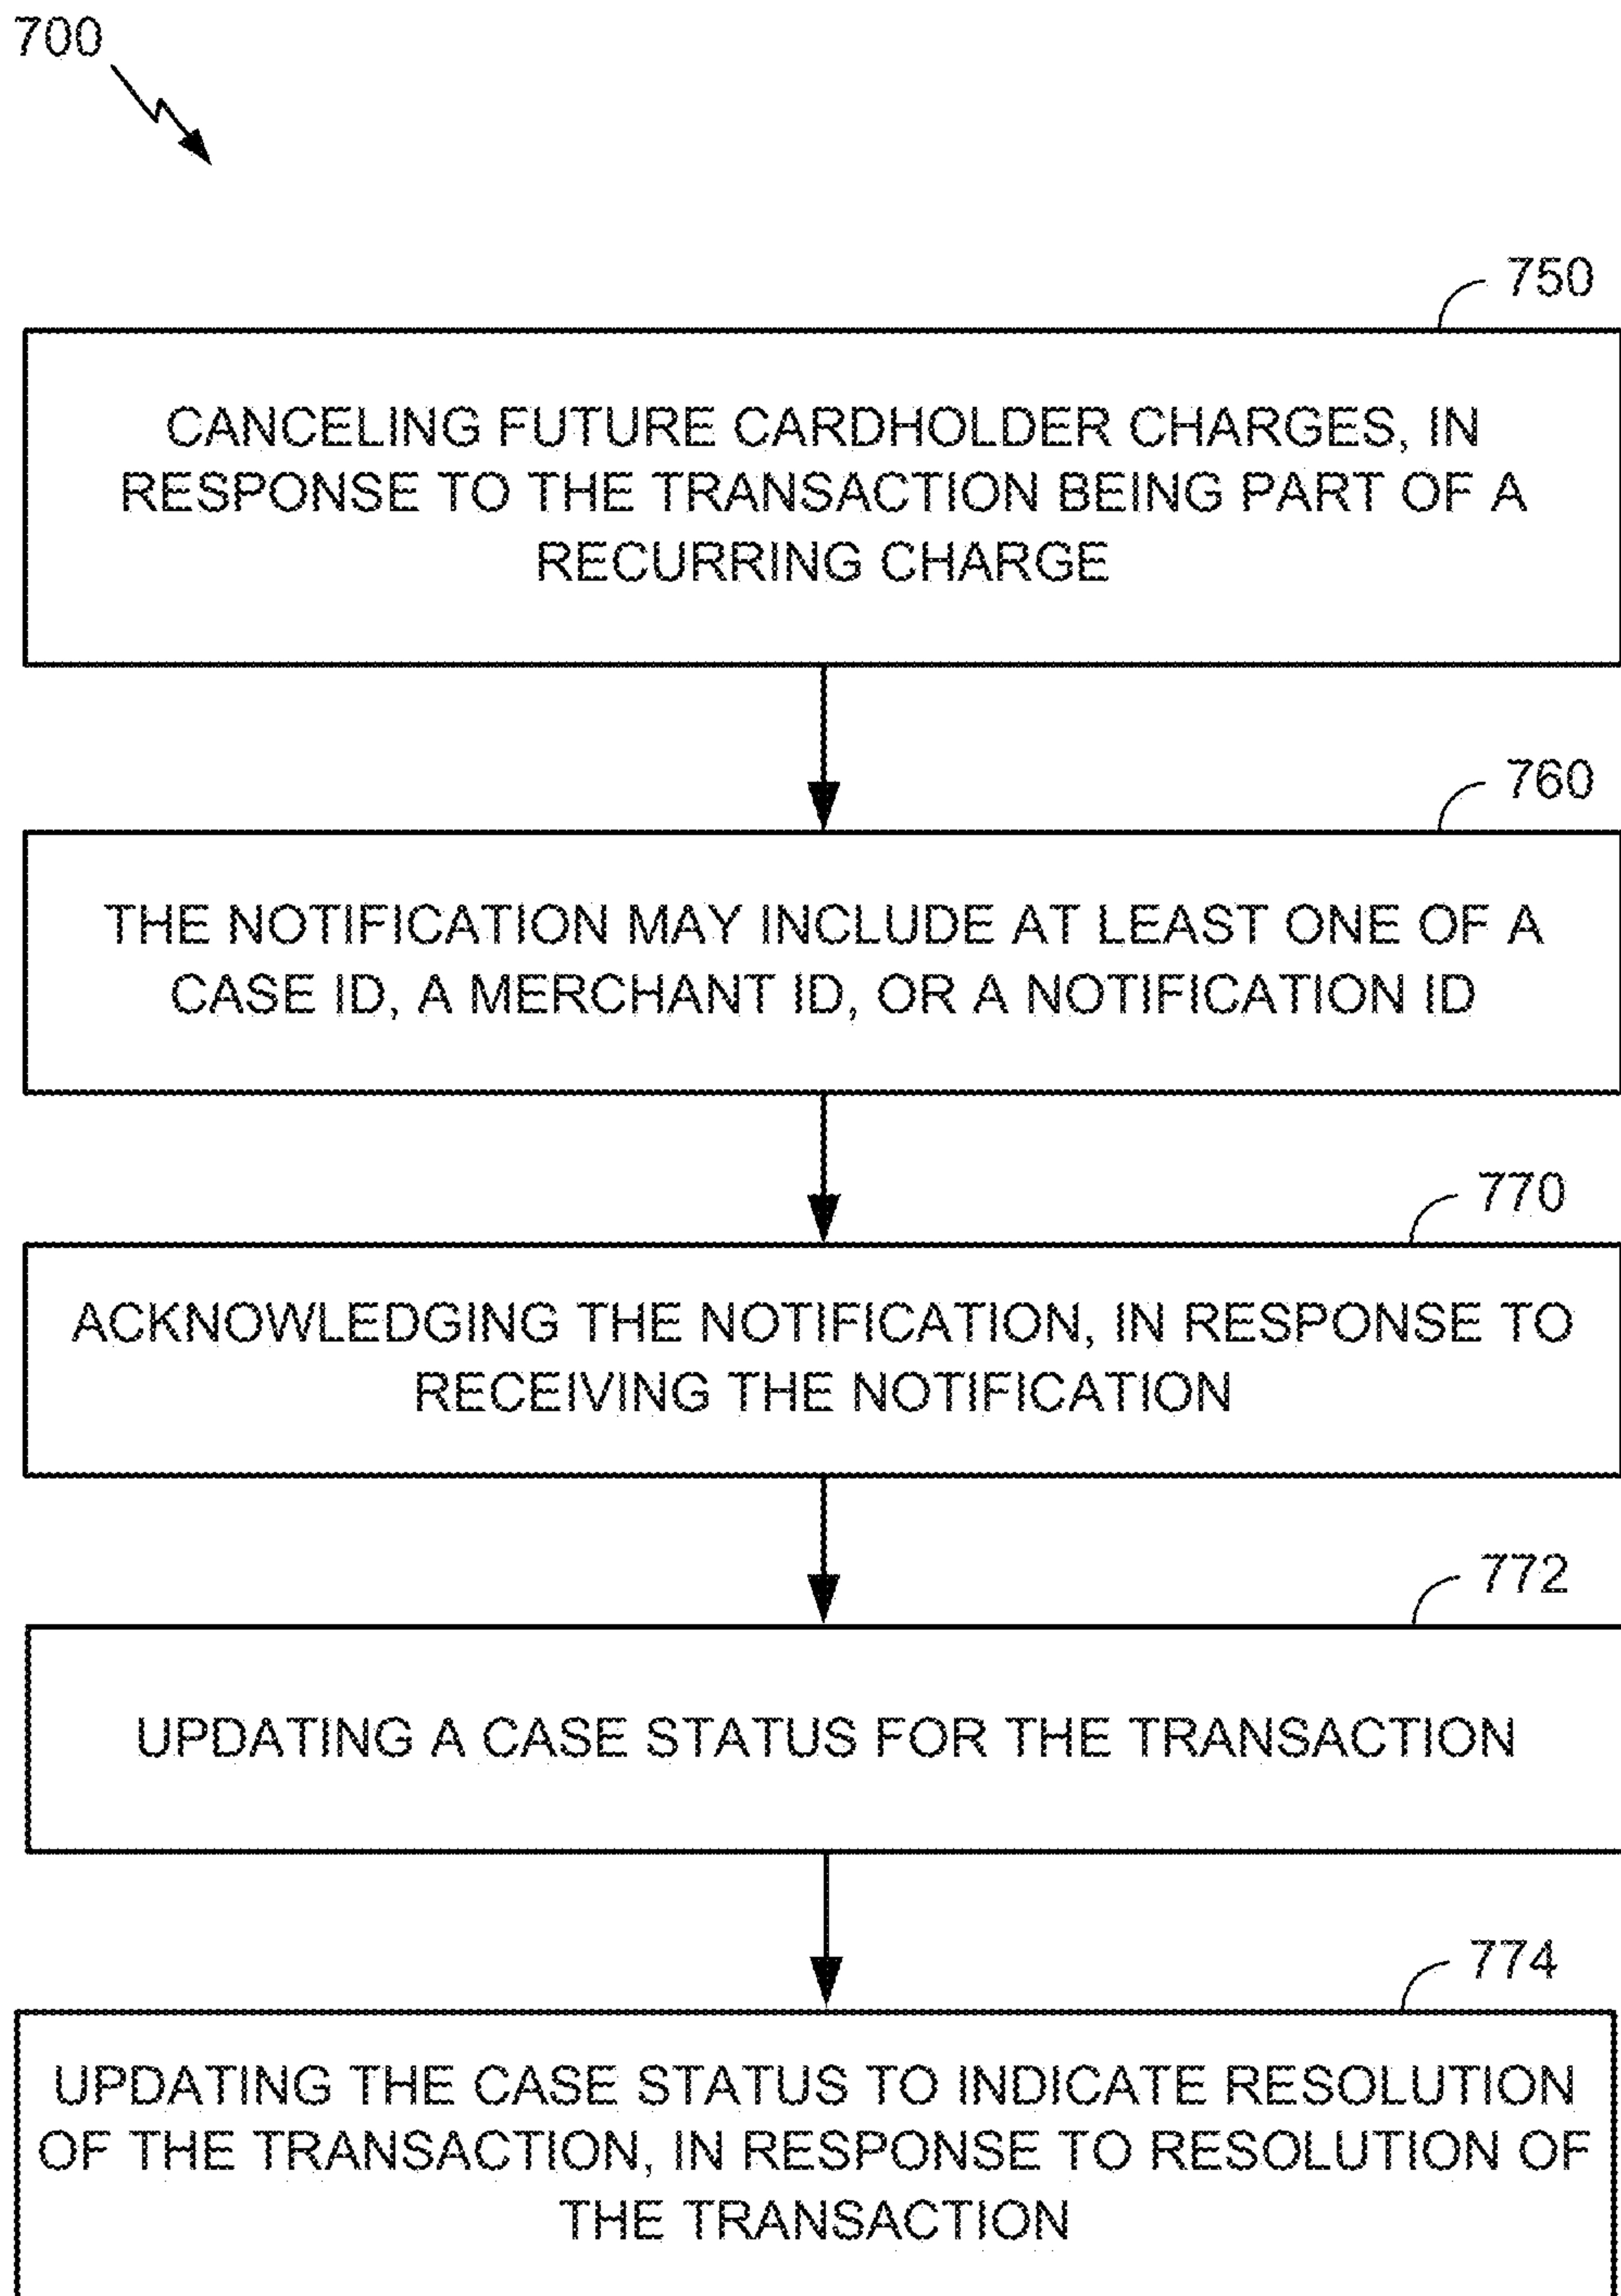 700
750
CANCELING FUTURE CARDHOLDER CHARGES, IN
RESPONSE TO THE TRANSACTION BEING PART OF A
RECURRING CHARGE
760
THE NOTIFICATION MAY INCLUDE AT LEAST ONE OF A
CASE ID, A MERCHANT ID, OR A NOTIFICATION ID
770
ACKNOWLEDGING THE NOTIFICATION, IN RESPONSE TO
RECEIVING THE NOTIFICATION
772
UPDATING A CASE STATUS FOR THE TRANSACTION
774
UPDATING THE CASE STATUS TO INDICATE RESOLUTION
OF THE TRANSACTION, IN RESPONSE TO RESOLUTION OF
THE TRANSACTION